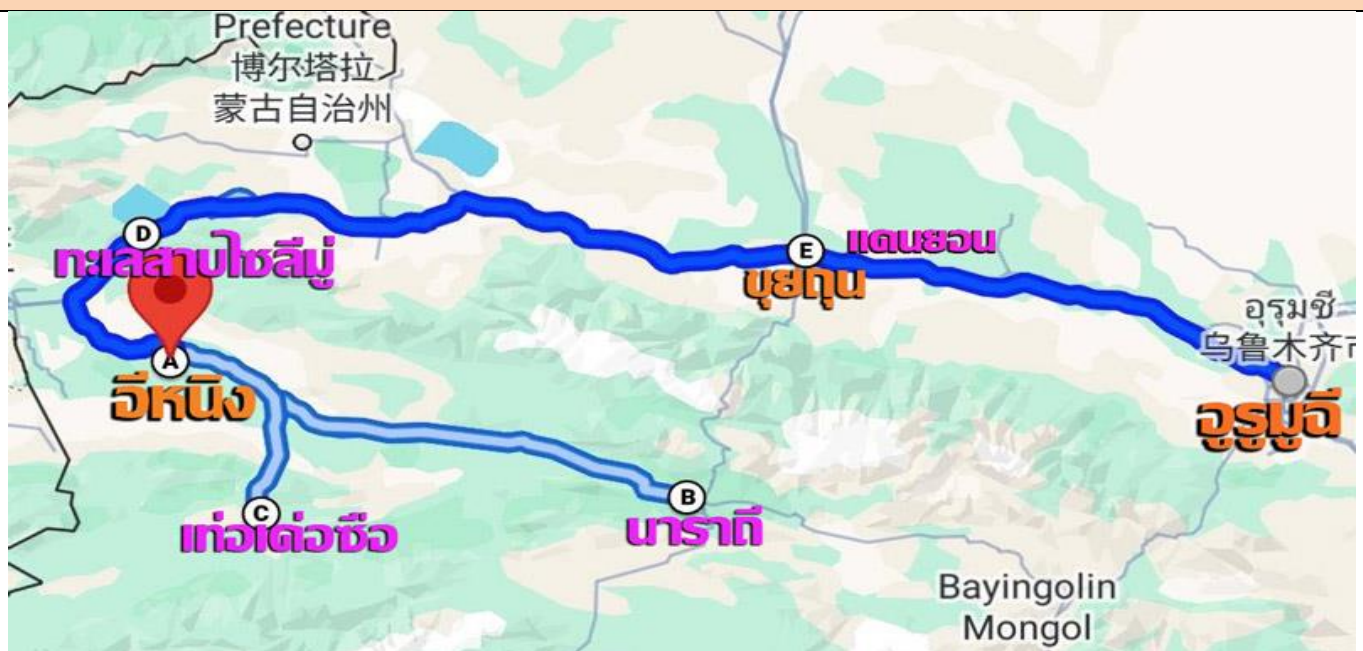 Prefecture
博尔塔拉
蒙古自治州
D
ทะเลสาบไซลีมู่
E
แคนยอน
ขุยถุน
อุรุมชี
乌鲁木齐市
A
อีหนิง
อูรูมูฉี
B
C
นาราถี
เท่อเค่อซือ
Bayingolin
Mongol